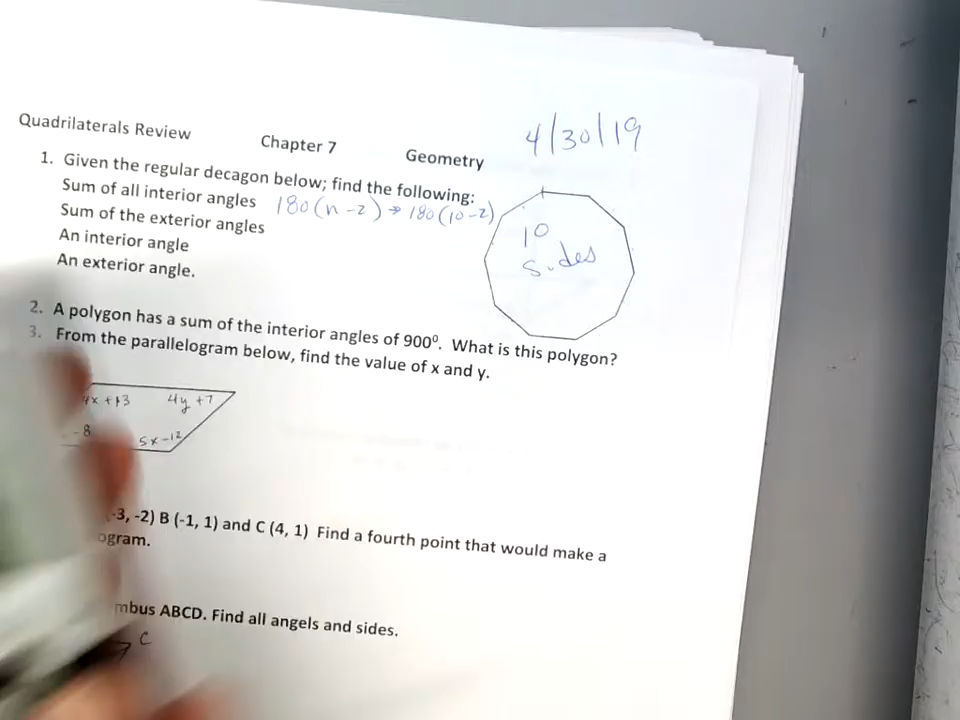 Quadrilaterals Review Chapter 7 Geometry 4/30/19
1. Given the regular decagon below; find the following:
Sum of all interior angles 180(n-2) → 180(10-2)
Sum of the exterior angles
An interior angle
An exterior angle.
10
Sides
2. A polygon has a sum of the interior angles of 900⁰. What is this polygon?
3. From the parallelogram below, find the value of x and y.
4x+13 4y+7
-8 5x-12
-3, -2) B (-1, 1) and C (4, 1) Find a fourth point that would make a
ABCD. Find all angels and sides.
C